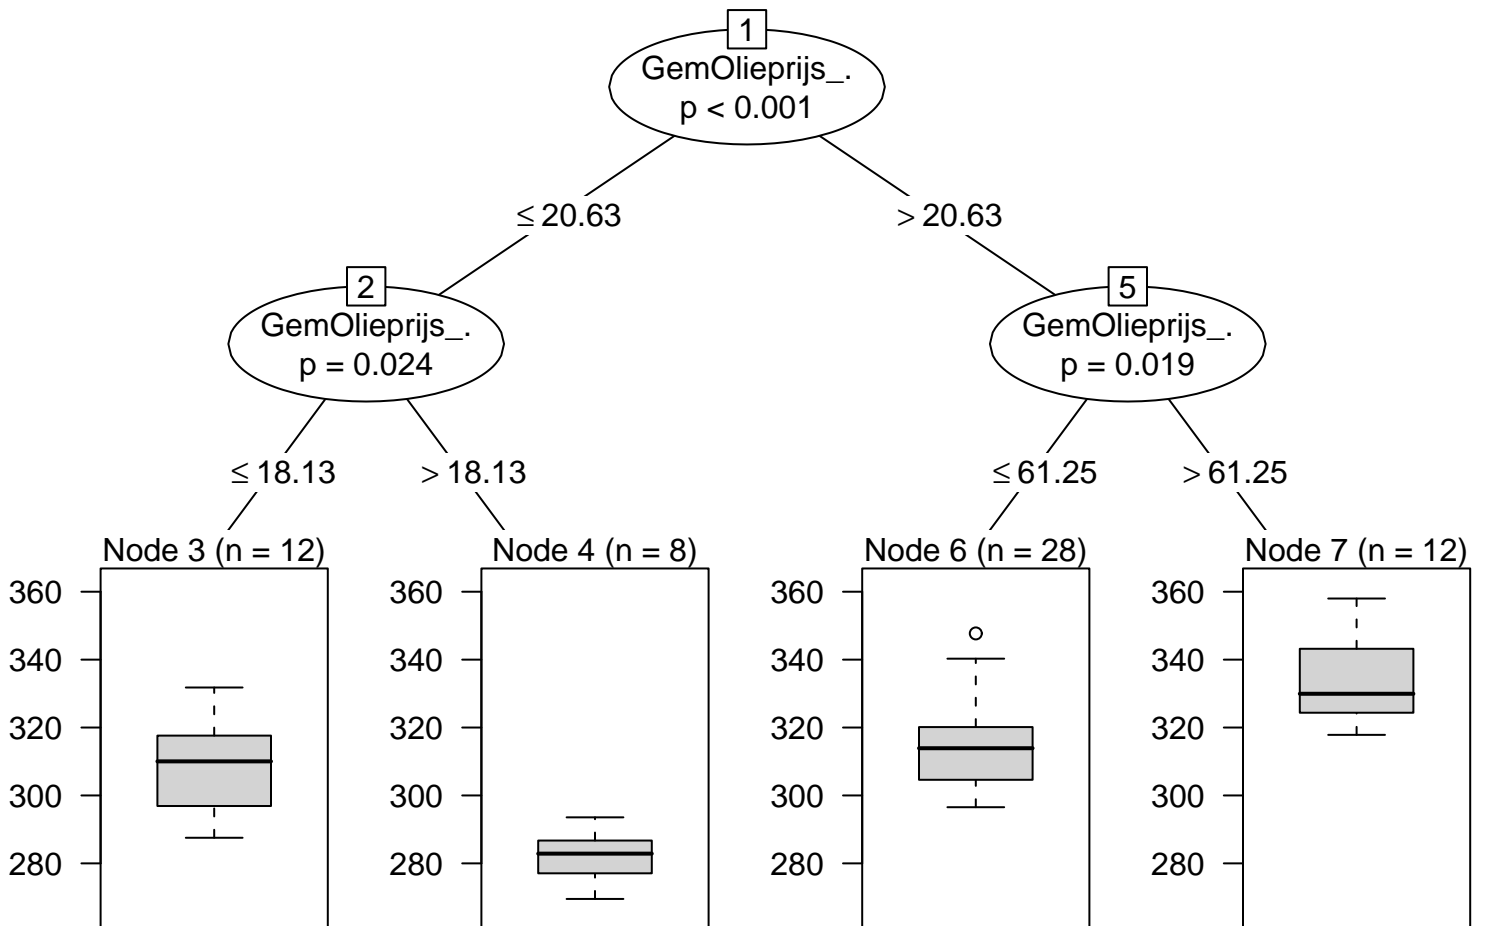 1
GemOlieprijs_.
p < 0.001
≤ 20.63
> 20.63
2
GemOlieprijs_.
p = 0.024
5
GemOlieprijs_.
p = 0.019
≤ 18.13
> 18.13
≤ 61.25
> 61.25
Node 3 (n = 12)
360
340
320
300
280
Node 4 (n = 8)
360
340
320
300
280
Node 6 (n = 28)
360
340
320
300
280
Node 7 (n = 12)
360
340
320
300
280